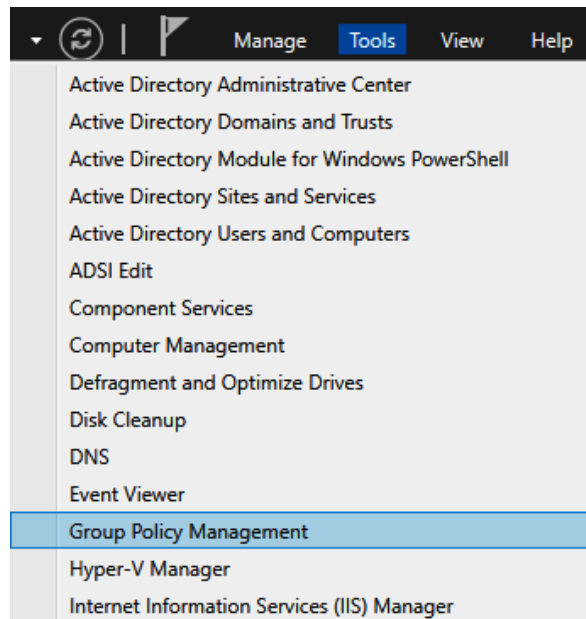 Manage Tools View Help
Active Directory Administrative Center
Active Directory Domains and Trusts
Active Directory Module for Windows PowerShell
Active Directory Sites and Services
Active Directory Users and Computers
ADSI Edit
Component Services
Computer Management
Defragment and Optimize Drives
Disk Cleanup
DNS
Event Viewer
Group Policy Management
Hyper-V Manager
Internet Information Services (IIS) Manager